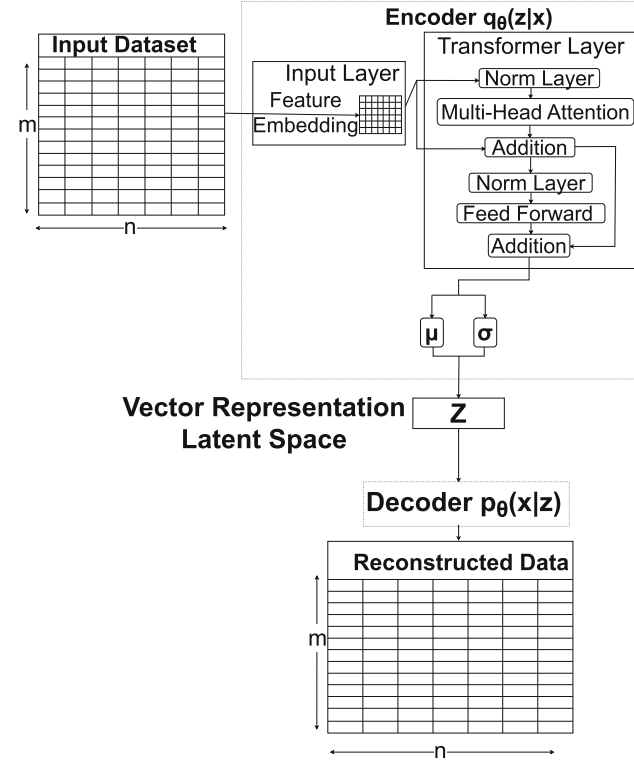 Encoder qθ(z|x)
Input Dataset
m
n
Input Layer
Feature
Embedding
Transformer Layer
Norm Layer
Multi-Head Attention
Addition
Norm Layer
Feed Forward
Addition
μ
σ
Vector Representation
Latent Space
Z
Decoder pθ(x|z)
Reconstructed Data
m
n